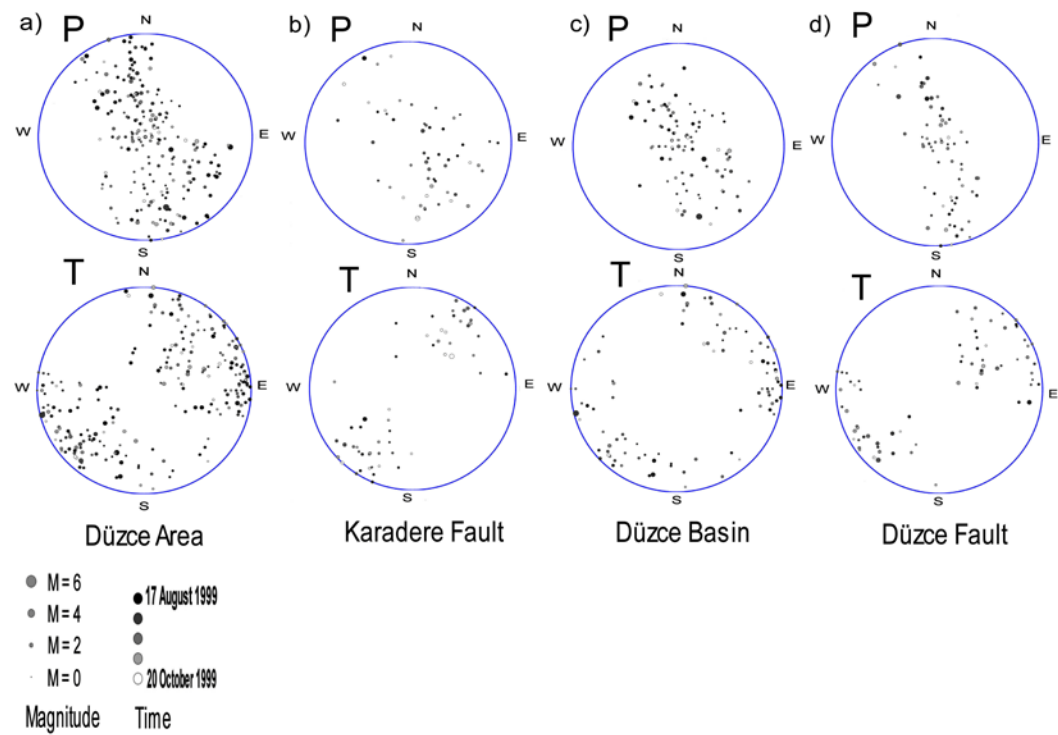 a) P b) P c) P d) P
N N N N
W E W E W E W E
S S S S
T T T T
N N N N
W E W E W E W E
S S S S
Düzce Area Karadere Fault Düzce Basin Düzce Fault
M = 6
M = 4
M = 2
M = 0
Magnitude
17 August 1999
20 October 1999
Time